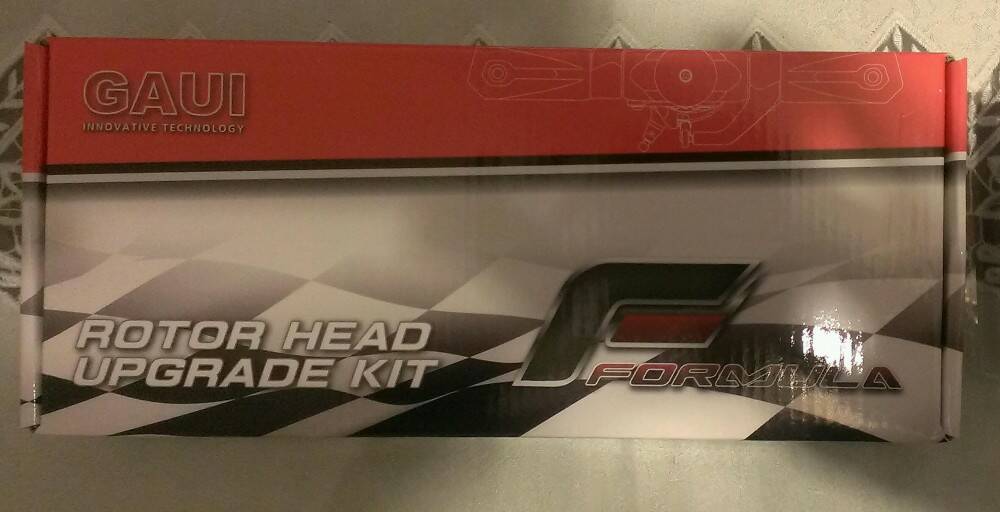 GAUI
INNOVATIVE TECHNOLOGY
ROTOR HEAD
UPGRADE KIT
F
FORMULA